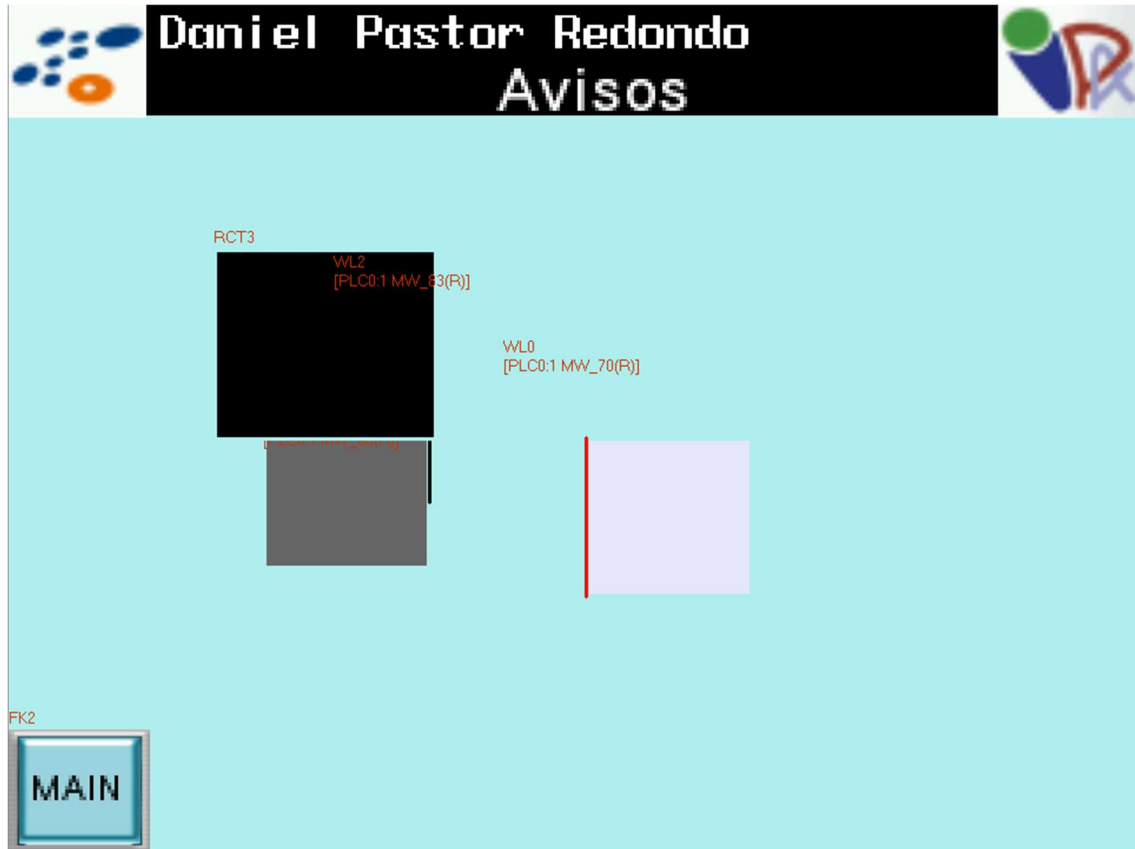 Daniel Pastor Redondo
Avisos
RCT3
WL2
[PLC0:1 MW_83(R)]
WL0
[PLC0:1 MW_70(R)]
FK2
MAIN